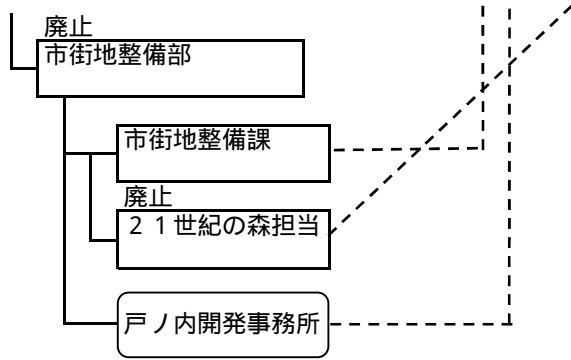 廃止
市街地整備部
市街地整備課
廃止
２１世紀の森担当
戸ノ内開発事務所